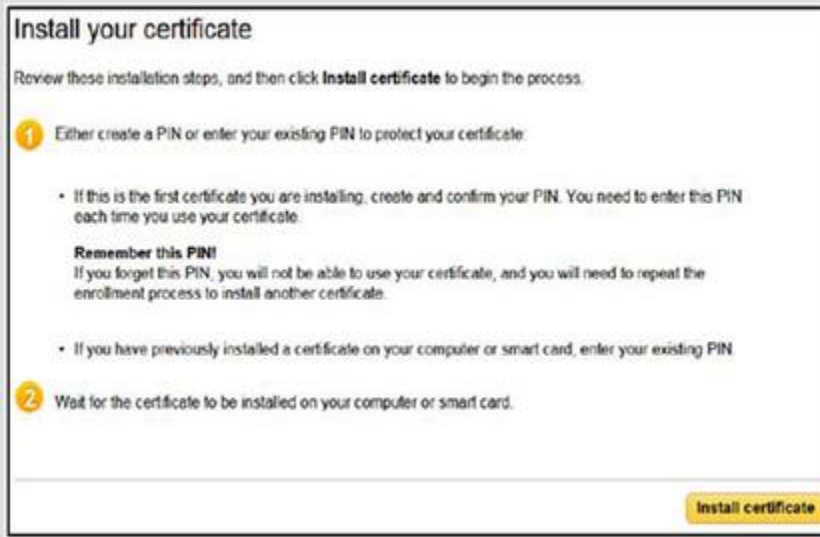 Install your certificate
Review these installation steps, and then click Install certificate to begin the process.
1 Either create a PIN or enter your existing PIN to protect your certificate:
• If this is the first certificate you are installing, create and confirm your PIN. You need to enter this PIN
each time you use your certificate.
Remember this PIN!
If you forget this PIN, you will not be able to use your certificate, and you will need to repeat the
enrollment process to install another certificate.
• If you have previously installed a certificate on your computer or smart card, enter your existing PIN.
2 Wait for the certificate to be installed on your computer or smart card.
Install certificate